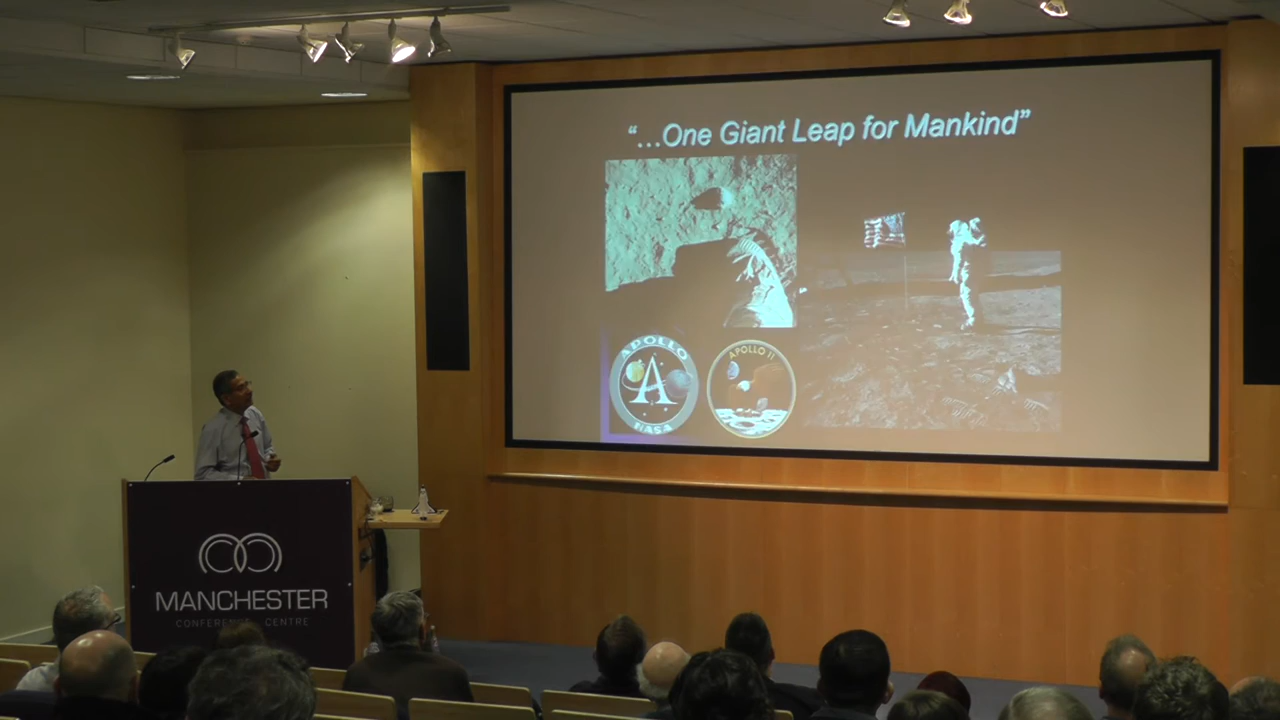 “...One Giant Leap for Mankind”
APOLLO
NASA
APOLLO 11
MANCHESTER
CONFERENCE CENTRE